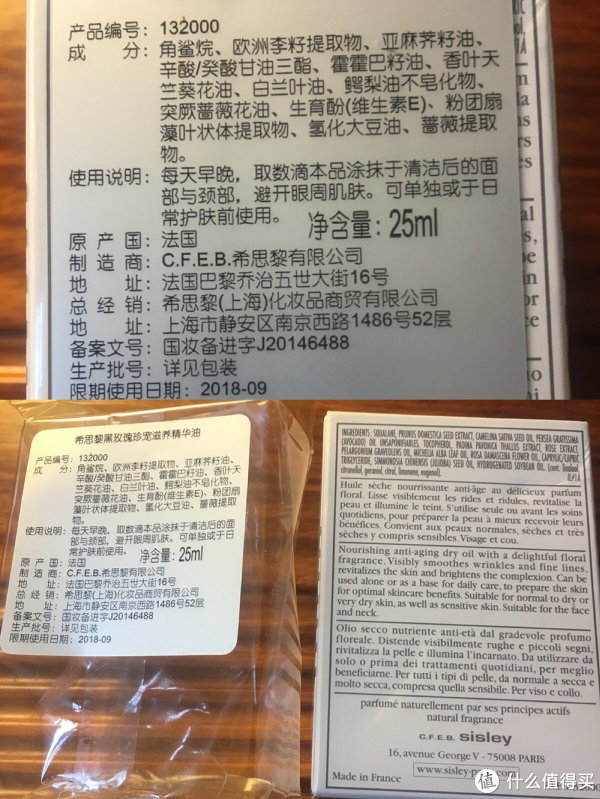 产品编号：132000
成　　分：角鲨烷、欧洲李籽提取物、亚麻荠籽油、
辛酸/癸酸甘油三酯、霍霍巴籽油、香叶天
竺葵花油、白兰叶油、鳄梨油不皂化物、
突厥蔷薇花油、生育酚(维生素E)、粉团扇
藻叶状体提取物、氢化大豆油、蔷薇提取
物。
使用说明：每天早晚，取数滴本品涂抹于清洁后的面
部与颈部，避开眼周肌肤。可单独或于日
常护肤前使用。 净含量：25ml
原 产 国：法国
制 造 商：C.F.E.B.希思黎有限公司
地　　址：法国巴黎乔治五世大街16号
总 经 销：希思黎(上海)化妆品商贸有限公司
地　　址：上海市静安区南京西路1486号52层
备案文号：国妆备进字J20146488
生产批号：详见包装
限期使用日期：2018-09
希思黎黑玫瑰珍宠滋养精华油
产品编号：132000
成　　分：角鲨烷、欧洲李籽提取物、亚麻荠籽油、
辛酸/癸酸甘油三酯、霍霍巴籽油、香叶天
竺葵花油、白兰叶油、鳄梨油不皂化物、
突厥蔷薇花油、生育酚(维生素E)、粉团扇
藻叶状体提取物、氢化大豆油、蔷薇提取
物。
使用说明：每天早晚，取数滴本品涂抹于清洁后的面
部与颈部，避开眼周肌肤。可单独或于日
常护肤前使用。 净含量：25ml
原 产 国：法国
制 造 商：C.F.E.B.希思黎有限公司
地　　址：法国巴黎乔治五世大街16号
总 经 销：希思黎(上海)化妆品商贸有限公司
地　　址：上海市静安区南京西路1486号52层
备案文号：国妆备进字J20146488
生产批号：详见包装
限期使用日期：2018-09
INGREDIENTS: SQUALANE, PRUNUS DOMESTICA SEED EXTRACT, CAMELINA SATIVA SEED OIL, PERSEA GRATISSIMA
(AVOCADO) OIL UNSAPONIFIABLES, TOCOPHEROL, PADINA PAVONICA THALLUS EXTRACT, ROSE EXTRACT,
PELARGONIUM GRAVEOLENS OIL, MICHELIA ALBA LEAF OIL, ROSA DAMASCENA FLOWER OIL, CAPRYLIC/CAPRIC
TRIGLYCERIDE, SIMMONDSIA CHINENSIS (JOJOBA) SEED OIL, HYDROGENATED SOYBEAN OIL. (cont. linalool,
citronellol, geraniol, citral, limonene, eugenol).
Huile sèche nourrissante anti-âge au délicieux parfum
floral. Lisse visiblement les rides et ridules, revitalise la
peau et illumine le teint. S'utilise seule ou avant les soins
quotidiens, pour préparer la peau à mieux recevoir leurs
bénéfices. Convient aux peaux normales, sèches et très
sèches y compris sensibles. Visage et cou.
Nourishing anti-aging dry oil with a delightful floral
fragrance. Visibly smoothes wrinkles and fine lines,
revitalizes the skin and brightens the complexion. Can be
used alone or as a base for daily care, to prepare the skin
for optimal skincare benefits. Suitable for normal to dry or
very dry skin, as well as sensitive skin. Suitable for the face
and neck.
Olio secco nutriente anti-età dal gradevole profumo
floreale. Distende visibilmente rughe e piccoli segni,
rivitalizza la pelle e illumina l'incarnato. Da utilizzare da
solo o prima dei trattamenti quotidiani, per meglio
beneficiarne. Per tutti i tipi di pelle, da normale a secca e
molto secca, compresa quella sensibile. Per viso e collo.
parfumé naturellement par ses principes actifs
natural fragrance
C.F.E.B. sisley
16, avenue George V - 75008 PARIS
Made in France
值 什么值得买